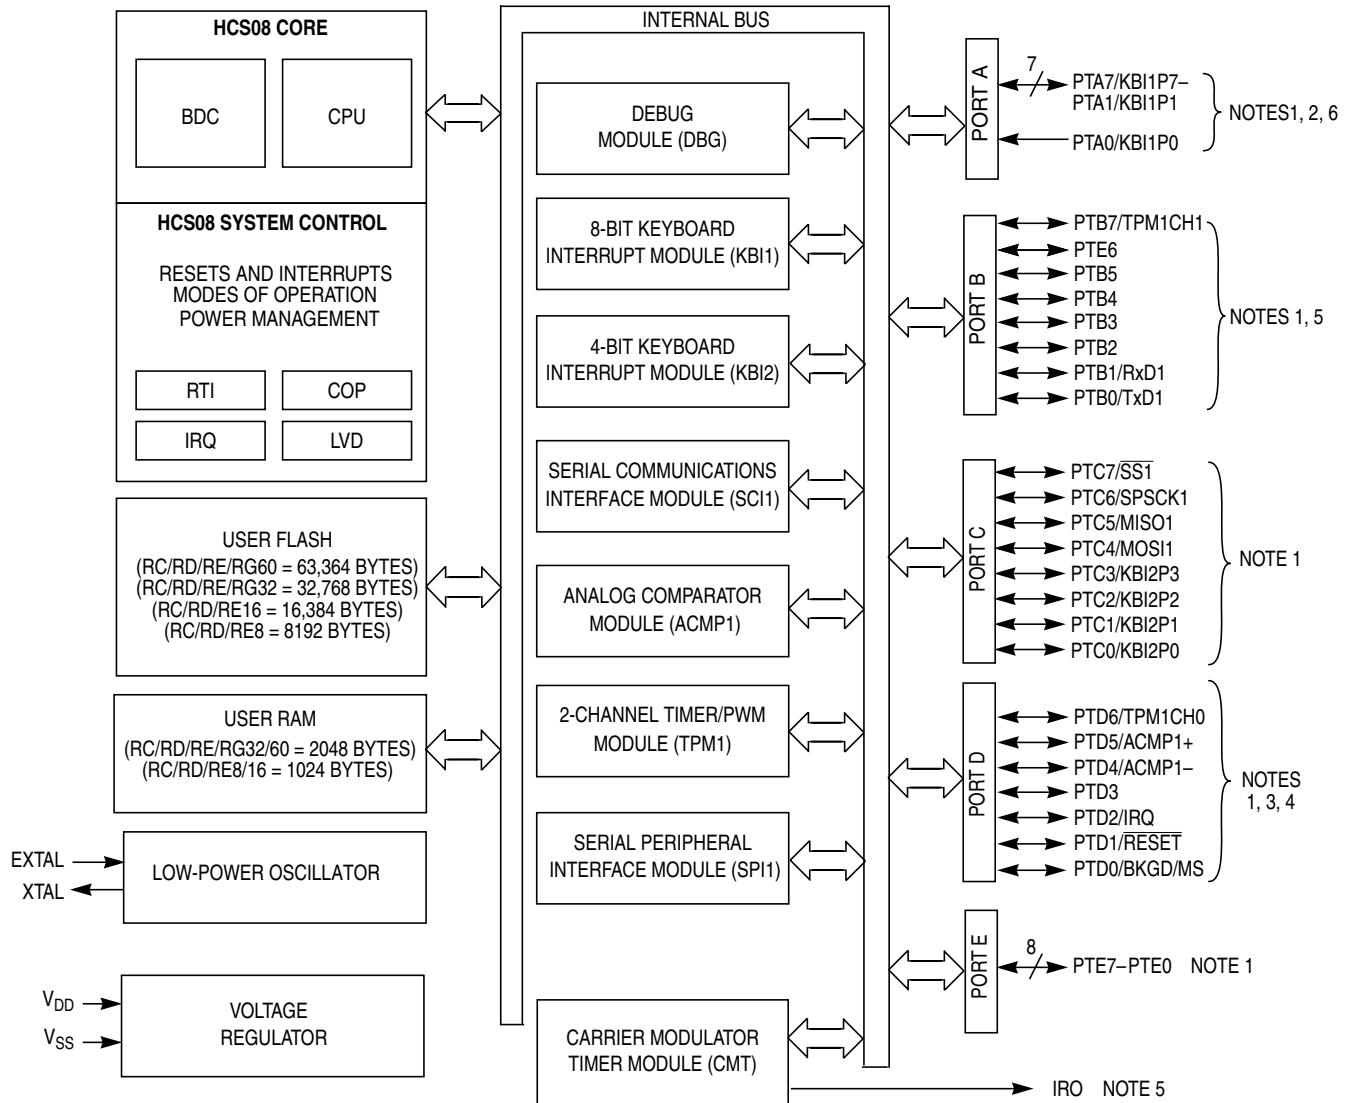 HCS08 CORE
BDC
CPU
HCS08 SYSTEM CONTROL
RESETS AND INTERRUPTS
MODES OF OPERATION
POWER MANAGEMENT
RTI
COP
IRQ
LVD
USER FLASH
(RC/RD/RE/RG60 = 63,364 BYTES)
(RC/RD/RE/RG32 = 32,768 BYTES)
(RC/RD/RE16 = 16,384 BYTES)
(RC/RD/RE8 = 8192 BYTES)
USER RAM
(RC/RD/RE/RG32/60 = 2048 BYTES)
(RC/RD/RE8/16 = 1024 BYTES)
EXTAL
XTAL
LOW-POWER OSCILLATOR
VDD
VSS
VOLTAGE
REGULATOR
INTERNAL BUS
DEBUG
MODULE (DBG)
8-BIT KEYBOARD
INTERRUPT MODULE (KBI1)
4-BIT KEYBOARD
INTERRUPT MODULE (KBI2)
SERIAL COMMUNICATIONS
INTERFACE MODULE (SCI1)
ANALOG COMPARATOR
MODULE (ACMP1)
2-CHANNEL TIMER/PWM
MODULE (TPM1)
SERIAL PERIPHERAL
INTERFACE MODULE (SPI1)
CARRIER MODULATOR
TIMER MODULE (CMT)
PORT A
7
PTA7/KBI1P7–
PTA1/KBI1P1
PTA0/KBI1P0
NOTES1, 2, 6
PORT B
PTB7/TPM1CH1
PTE6
PTB5
PTB4
PTB3
PTB2
PTB1/RxD1
PTB0/TxD1
NOTES 1, 5
PORT C
PTC7/SS1
PTC6/SPSCK1
PTC5/MISO1
PTC4/MOSI1
PTC3/KBI2P3
PTC2/KBI2P2
PTC1/KBI2P1
PTC0/KBI2P0
NOTE 1
PORT D
PTD6/TPM1CH0
PTD5/ACMP1+
PTD4/ACMP1–
PTD3
PTD2/IRQ
PTD1/RESET
PTD0/BKGD/MS
NOTES
1, 3, 4
PORT E
8
PTE7–PTE0 NOTE 1
IRO NOTE 5